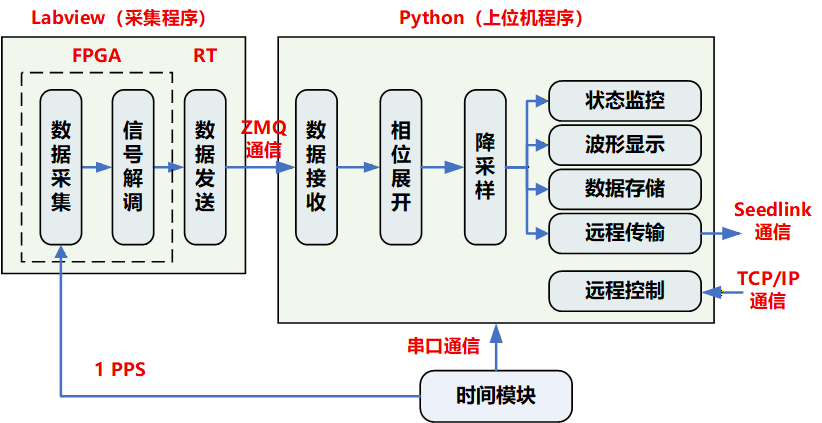 Labview（采集程序）
Python（上位机程序）
FPGA
RT
数据采集
信号解调
数据发送
ZMQ
通信
数据接收
相位展开
降采样
状态监控
波形显示
数据存储
远程传输
远程控制
Seedlink
通信
TCP/IP
通信
串口通信
1 PPS
时间模块